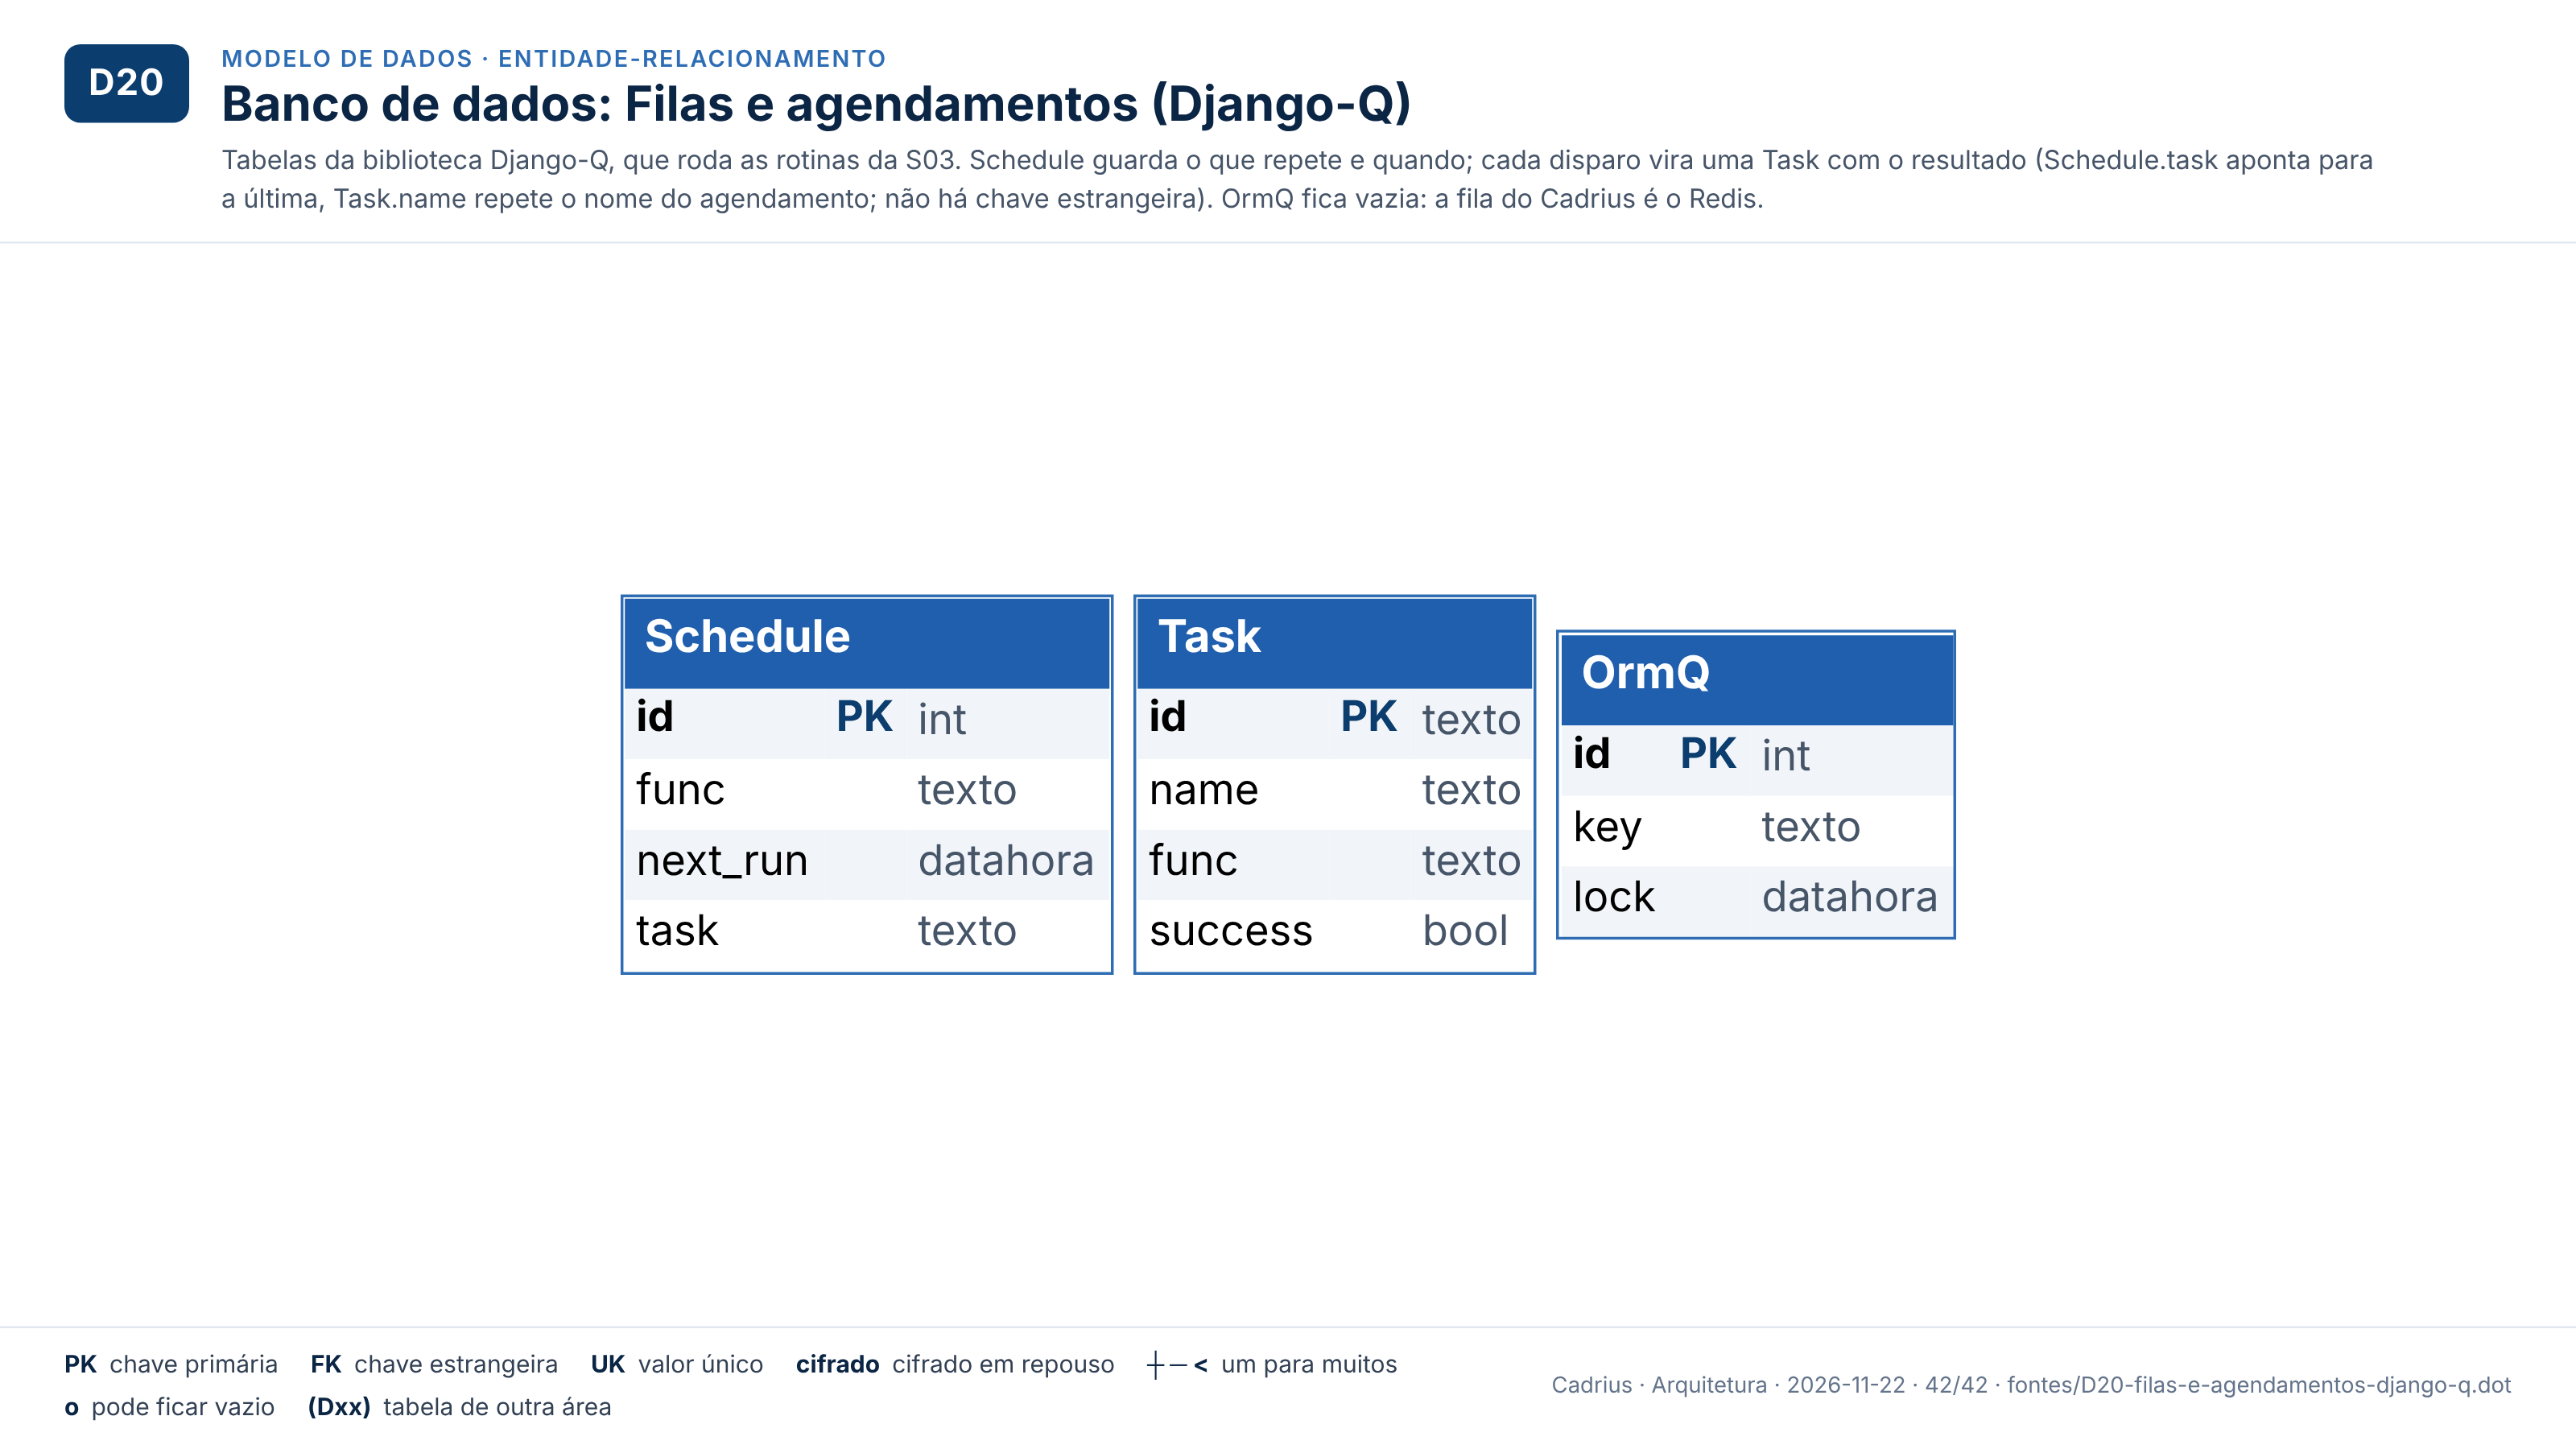 D20
MODELO DE DADOS · ENTIDADE-RELACIONAMENTO
Banco de dados: Filas e agendamentos (Django-Q)
Tabelas da biblioteca Django-Q, que roda as rotinas da S03. Schedule guarda o que repete e quando; cada disparo vira uma Task com o resultado (Schedule.task aponta para
a última, Task.name repete o nome do agendamento; não há chave estrangeira). OrmQ fica vazia: a fila do Cadrius é o Redis.
Schedule
id PK int
func texto
next_run datahora
task texto
Task
id PK texto
name texto
func texto
success bool
OrmQ
id PK int
key texto
lock datahora
PK chave primária FK chave estrangeira UK valor único cifrado cifrado em repouso ┼─< um para muitos
o pode ficar vazio (Dxx) tabela de outra área
Cadrius · Arquitetura · 2026-11-22 · 42/42 · fontes/D20-filas-e-agendamentos-django-q.dot